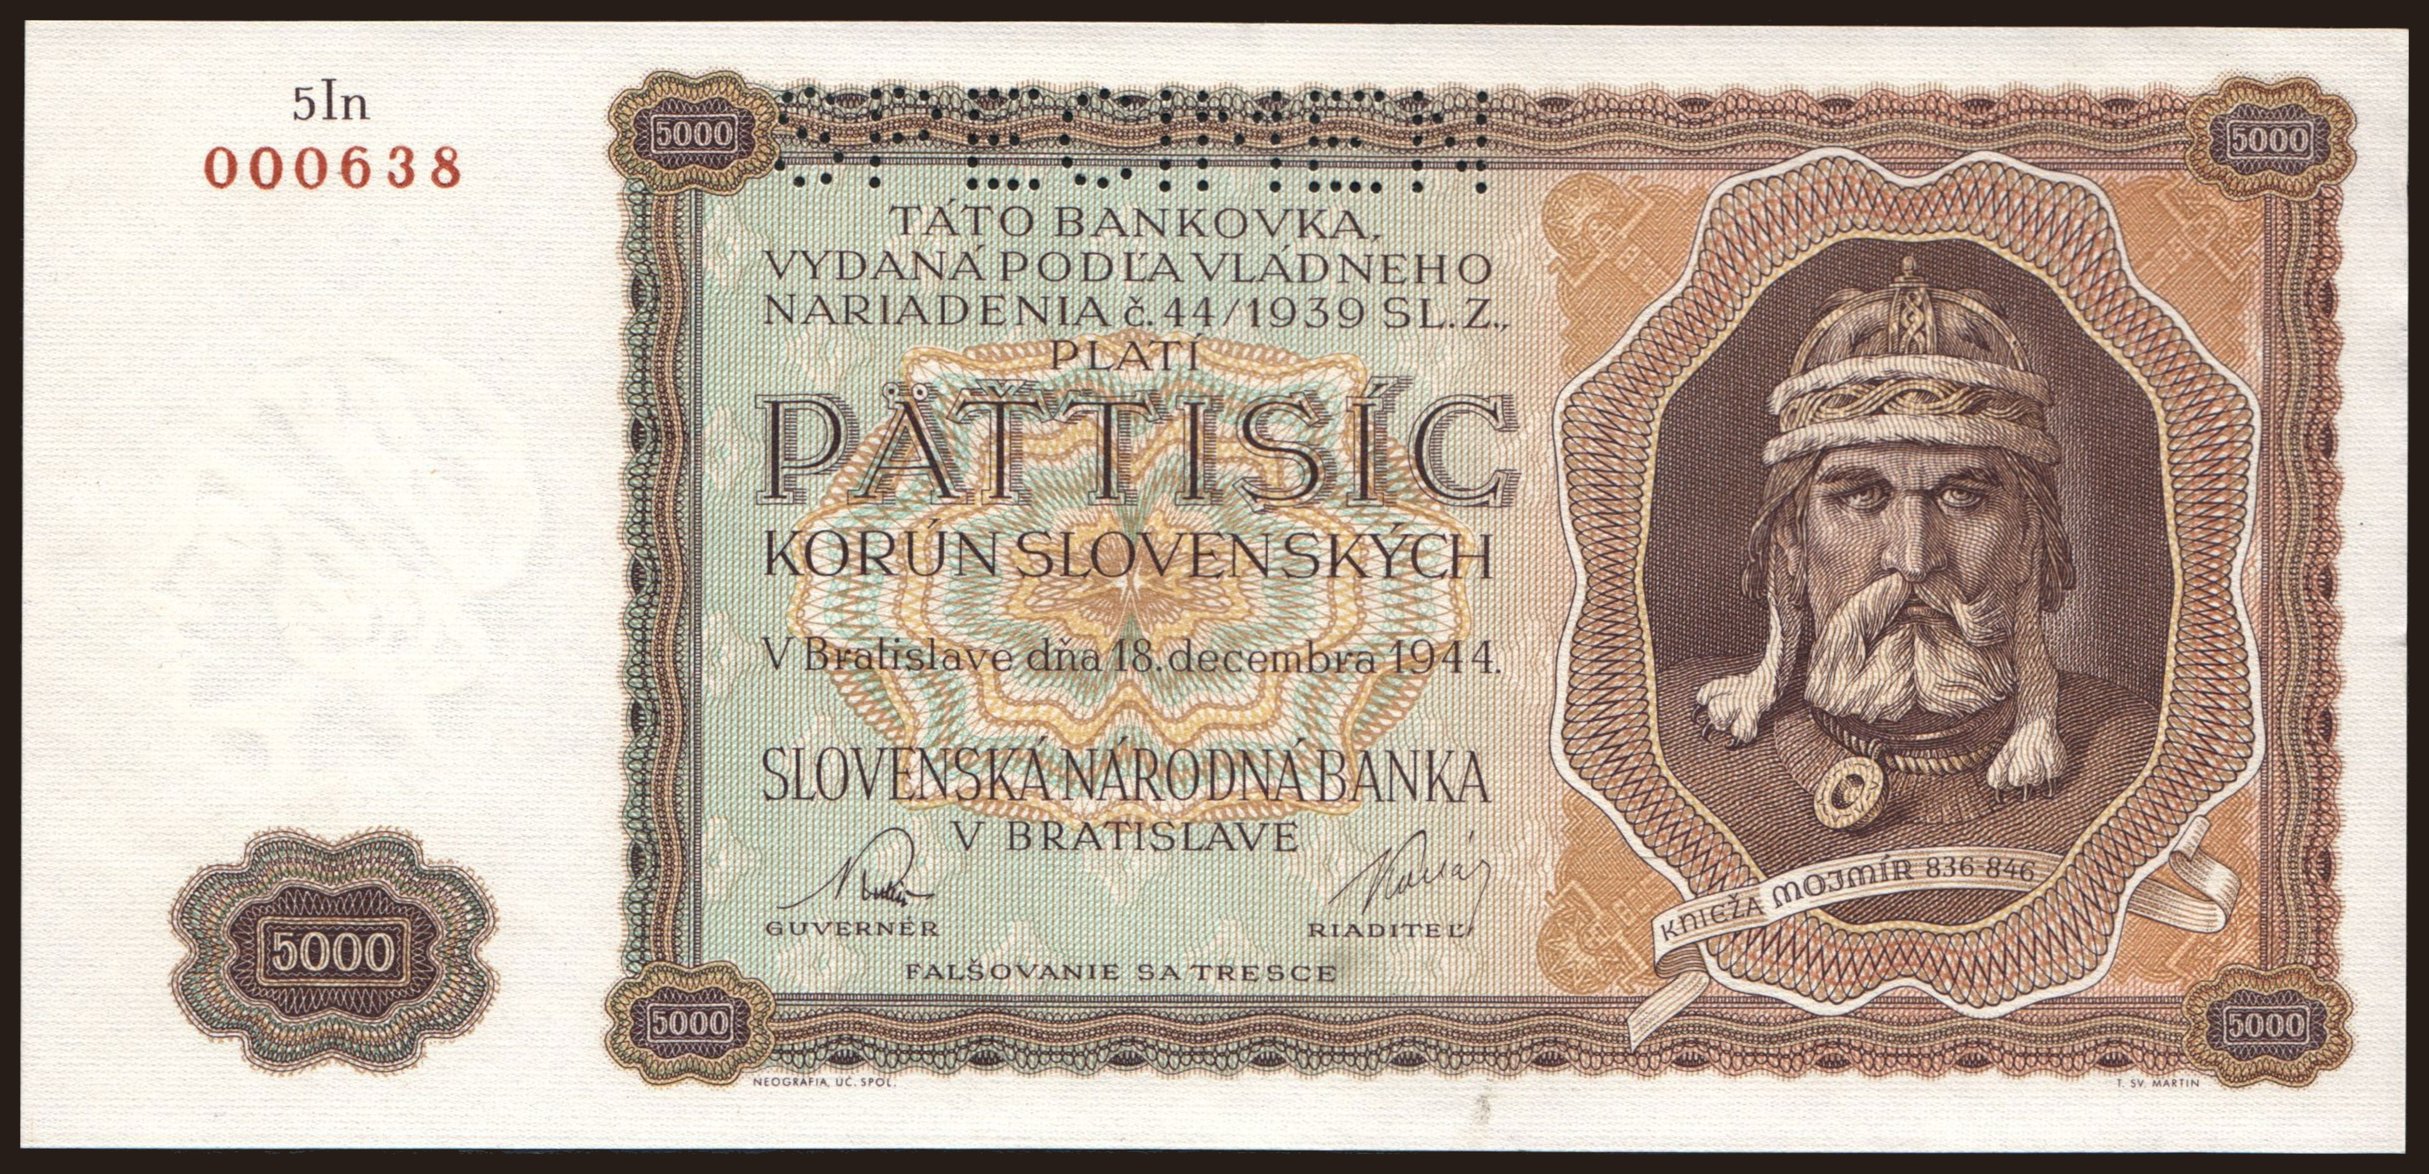 5In
000638
5000
5000
SPECIMEN
TÁTO BANKOVKA,
VYDANÁ PODĽA VLÁDNEHO
NARIADENIA č. 44/1939 SL. Z.,
PLATÍ
PÄŤTISÍC
KORÚN SLOVENSKÝCH
V Bratislave dňa 18. decembra 1944.
SLOVENSKÁ NÁRODNÁ BANKA
V BRATISLAVE
GUVERNÉR
RIADITEĽ
FALŠOVANIE SA TRESCE
KNIEŽA MOJMÍR 836-846
5000
5000
5000
NEOGRAFIA, UČ. SPOL.
T. SV. MARTIN